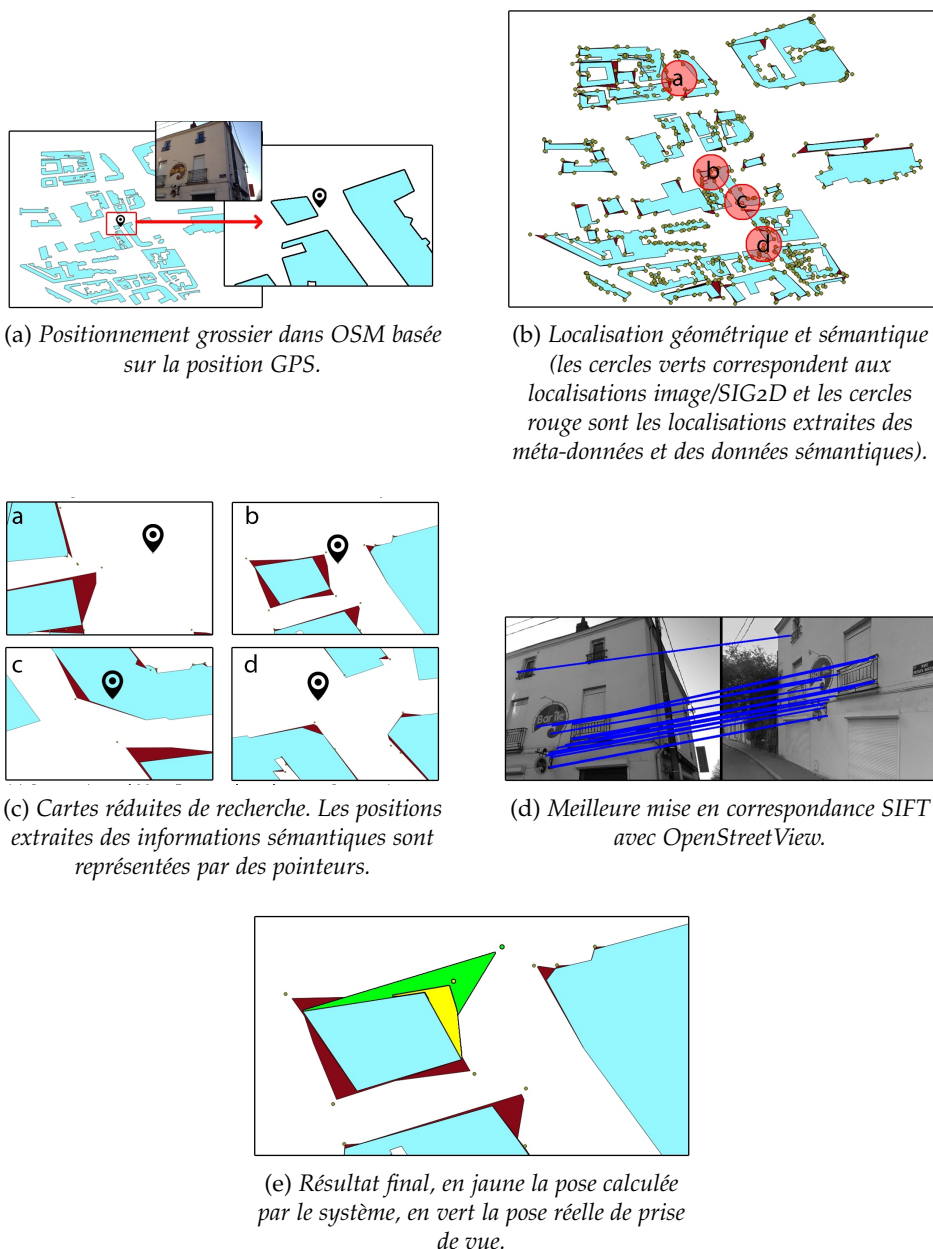 a
b
c
d
(a) Positionnement grossier dans OSM basée
sur la position GPS.
(b) Localisation géométrique et sémantique
(les cercles verts correspondent aux
localisations image/SIG2D et les cercles
rouge sont les localisations extraites des
méta-données et des données sémantiques).
a
b
c
d
(c) Cartes réduites de recherche. Les positions
extraites des informations sémantiques sont
représentées par des pointeurs.
Bar'île
(d) Meilleure mise en correspondance SIFT
avec OpenStreetView.
(e) Résultat final, en jaune la pose calculée
par le système, en vert la pose réelle de prise
de vue.